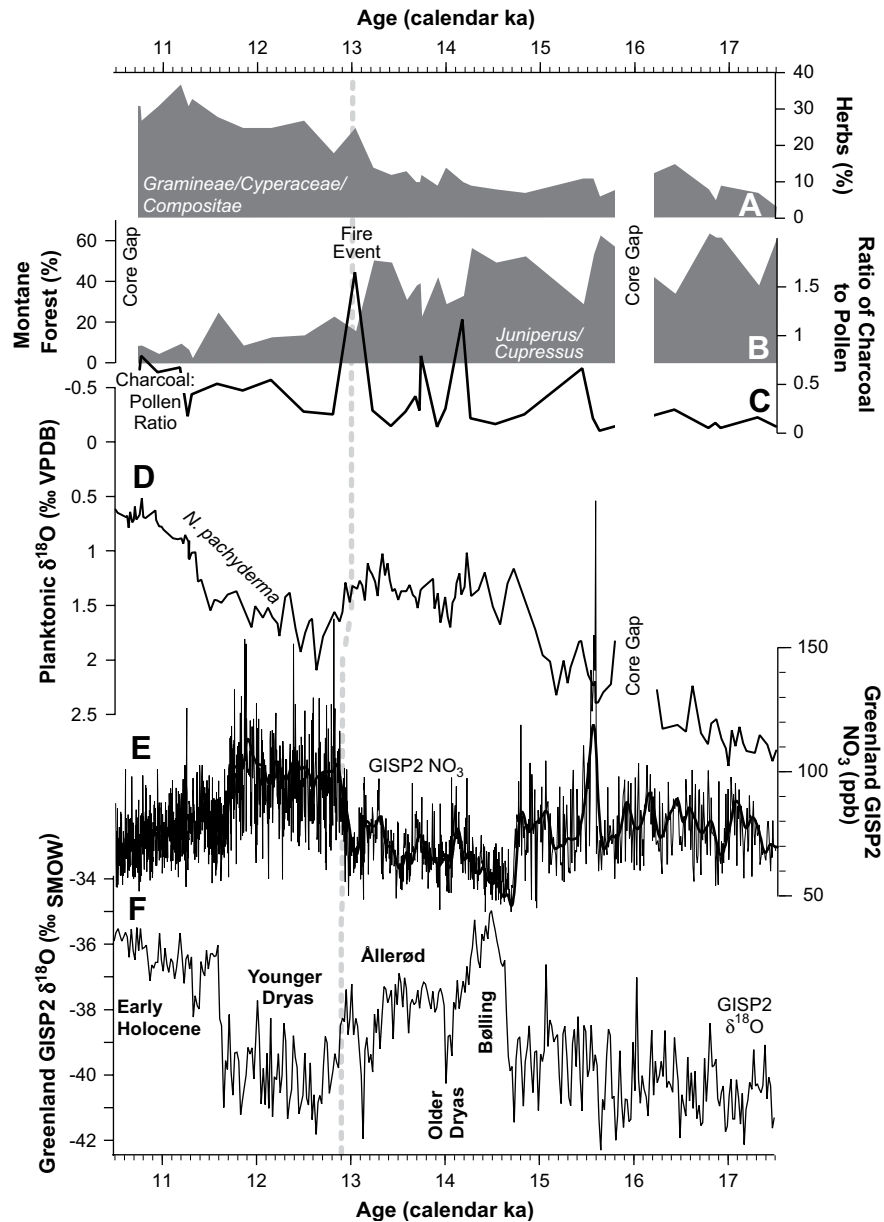 Age (calendar ka)
11 12 13 14 15 16 17
40
30
20
10
0
Herbs (%)
Gramineae/Cyperaceae/
Compositae
A
Core Gap
Fire
Event
Core Gap
60
40
20
0
Montane
Forest (%)
Juniperus/
Cupressus
B
1.5
1
0.5
0
Ratio of Charcoal
to Pollen
Charcoal:
Pollen
Ratio
C
-0.5
0
0.5
1
1.5
2
2.5
Planktonic δ18O (‰ VPDB)
D
N. pachyderma
Core Gap
150
100
50
Greenland GISP2
NO3 (ppb)
E
GISP2 NO3
-34
-36
-38
-40
-42
Greenland GISP2 δ18O (‰ SMOW)
F
Early
Holocene
Younger
Dryas
Ållerød
Older
Dryas
Bølling
GISP2
δ18O
11 12 13 14 15 16 17
Age (calendar ka)